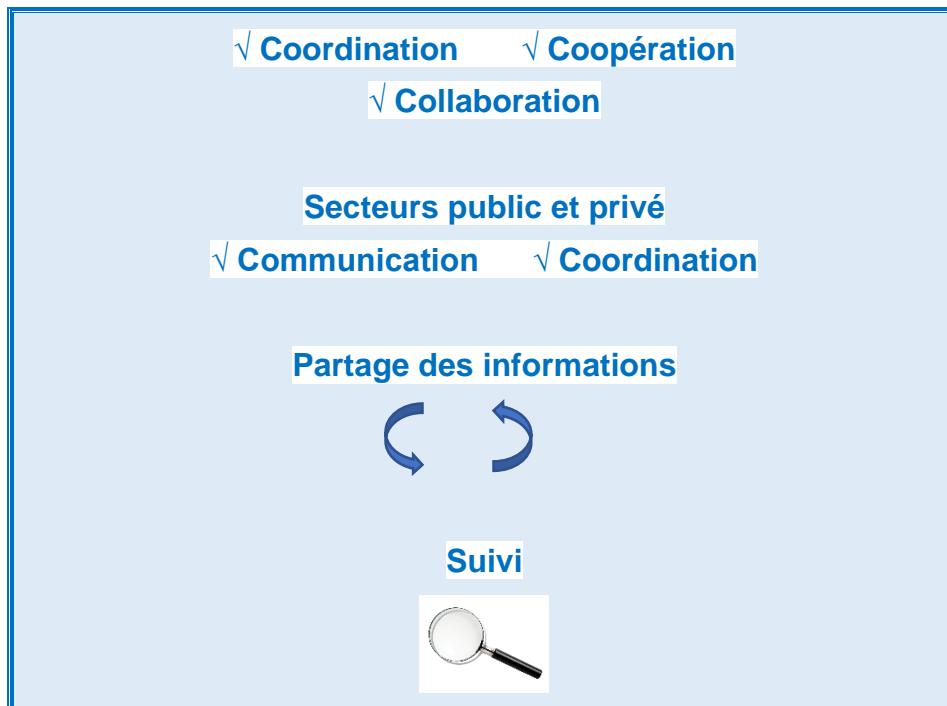 √ Coordination √ Coopération
√ Collaboration
Secteurs public et privé
√ Communication √ Coordination
Partage des informations
Suivi